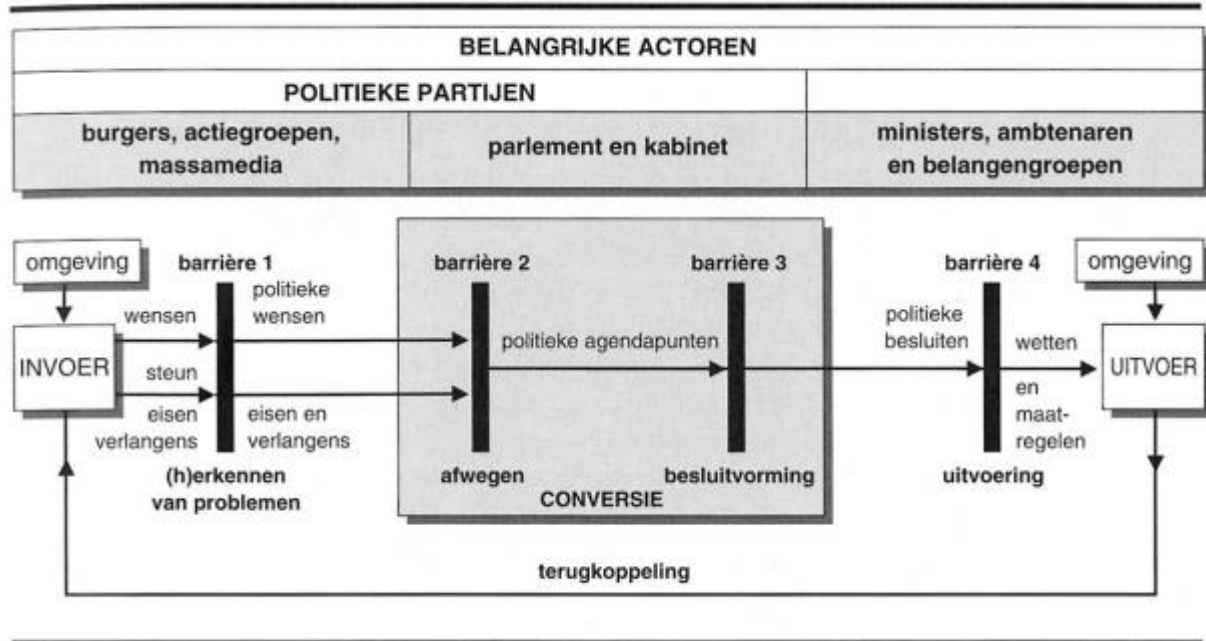 BELANGRIJKE ACTOREN
POLITIEKE PARTIJEN
burgers, actiegroepen,
massamedia
parlement en kabinet
ministers, ambtenaren
en belangengroepen
omgeving
INVOER
wensen
steun
eisen
verlangens
barrière 1
politieke
wensen
eisen en
verlangens
(h)erkennen
van problemen
barrière 2
politieke agendapunten
afwegen
barrière 3
besluitvorming
CONVERSIE
politieke
besluiten
barrière 4
wetten
en
maat-
regelen
uitvoering
omgeving
UITVOER
terugkoppeling